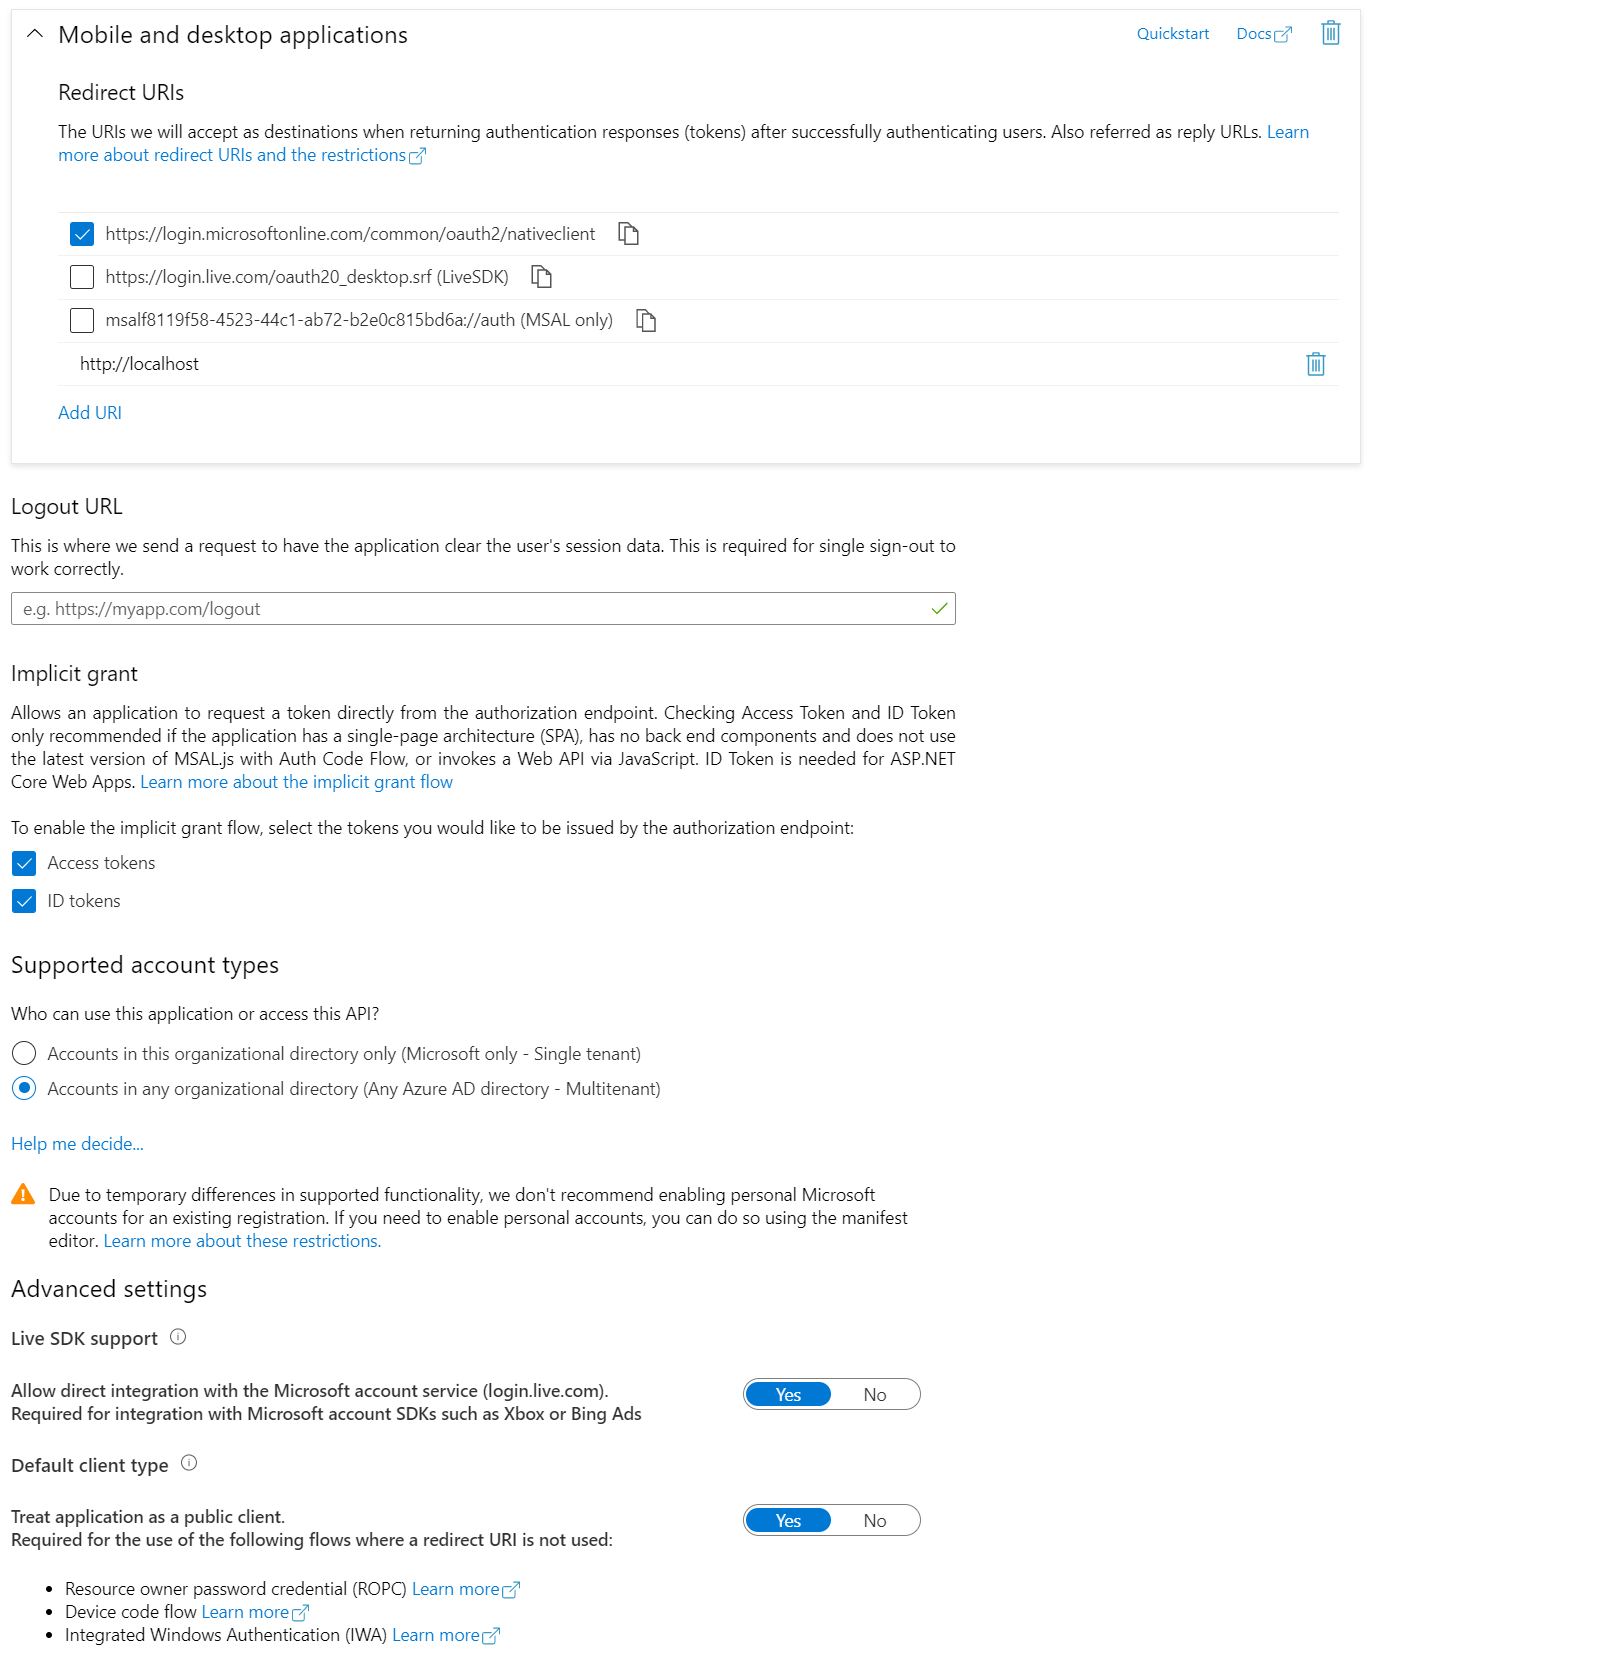 Mobile and desktop applications
Quickstart
Docs
Redirect URIs
The URIs we will accept as destinations when returning authentication responses (tokens) after successfully authenticating users. Also referred as reply URLs. Learn
more about redirect URIs and the restrictions
https://login.microsoftonline.com/common/oauth2/nativeclient
https://login.live.com/oauth20_desktop.srf (LiveSDK)
msalf8119f58-4523-44c1-ab72-b2e0c815bd6a://auth (MSAL only)
http://localhost
Add URI
Logout URL
This is where we send a request to have the application clear the user's session data. This is required for single sign-out to
work correctly.
e.g. https://myapp.com/logout
Implicit grant
Allows an application to request a token directly from the authorization endpoint. Checking Access Token and ID Token
only recommended if the application has a single-page architecture (SPA), has no back end components and does not use
the latest version of MSAL.js with Auth Code Flow, or invokes a Web API via JavaScript. ID Token is needed for ASP.NET
Core Web Apps. Learn more about the implicit grant flow
To enable the implicit grant flow, select the tokens you would like to be issued by the authorization endpoint:
Access tokens
ID tokens
Supported account types
Who can use this application or access this API?
Accounts in this organizational directory only (Microsoft only - Single tenant)
Accounts in any organizational directory (Any Azure AD directory - Multitenant)
Help me decide...
Due to temporary differences in supported functionality, we don't recommend enabling personal Microsoft
accounts for an existing registration. If you need to enable personal accounts, you can do so using the manifest
editor. Learn more about these restrictions.
Advanced settings
Live SDK support
Allow direct integration with the Microsoft account service (login.live.com).
Required for integration with Microsoft account SDKs such as Xbox or Bing Ads
Yes No
Default client type
Treat application as a public client.
Required for the use of the following flows where a redirect URI is not used:
Yes No
• Resource owner password credential (ROPC) Learn more
• Device code flow Learn more
• Integrated Windows Authentication (IWA) Learn more